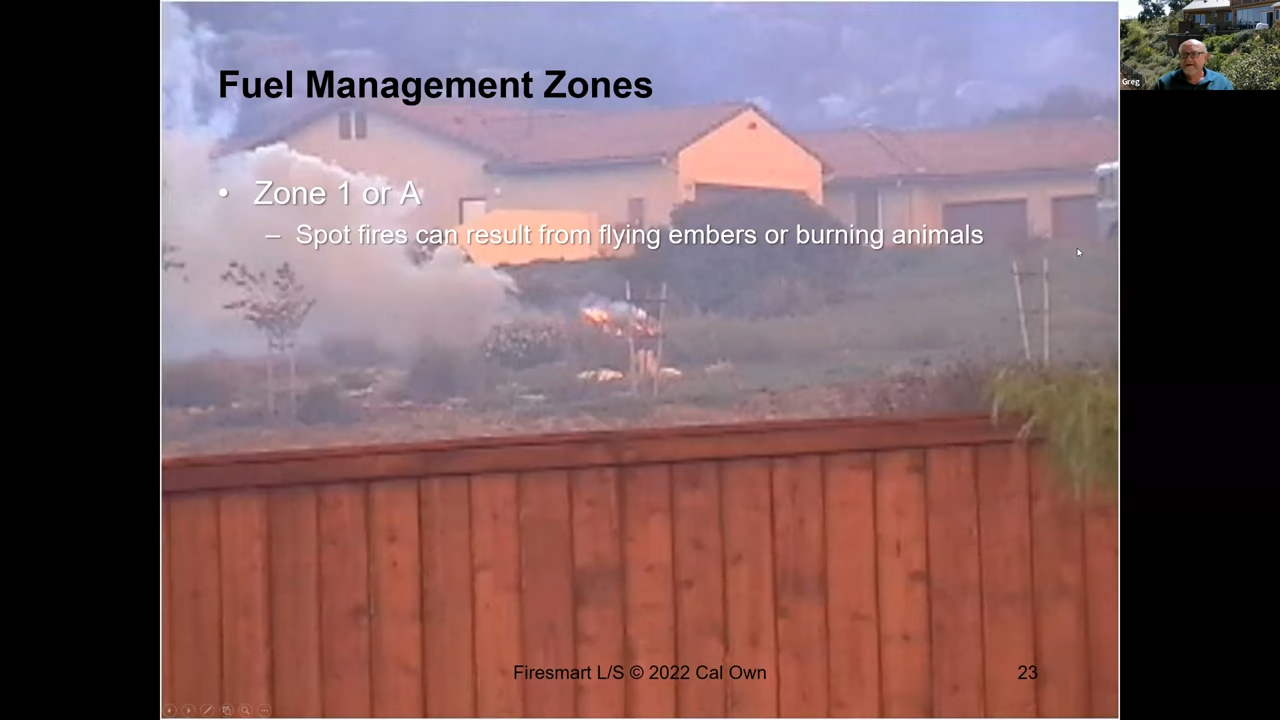 Fuel Management Zones
• Zone 1 or A
– Spot fires can result from flying embers or burning animals
Firesmart L/S © 2022 Cal Own
23
Greg